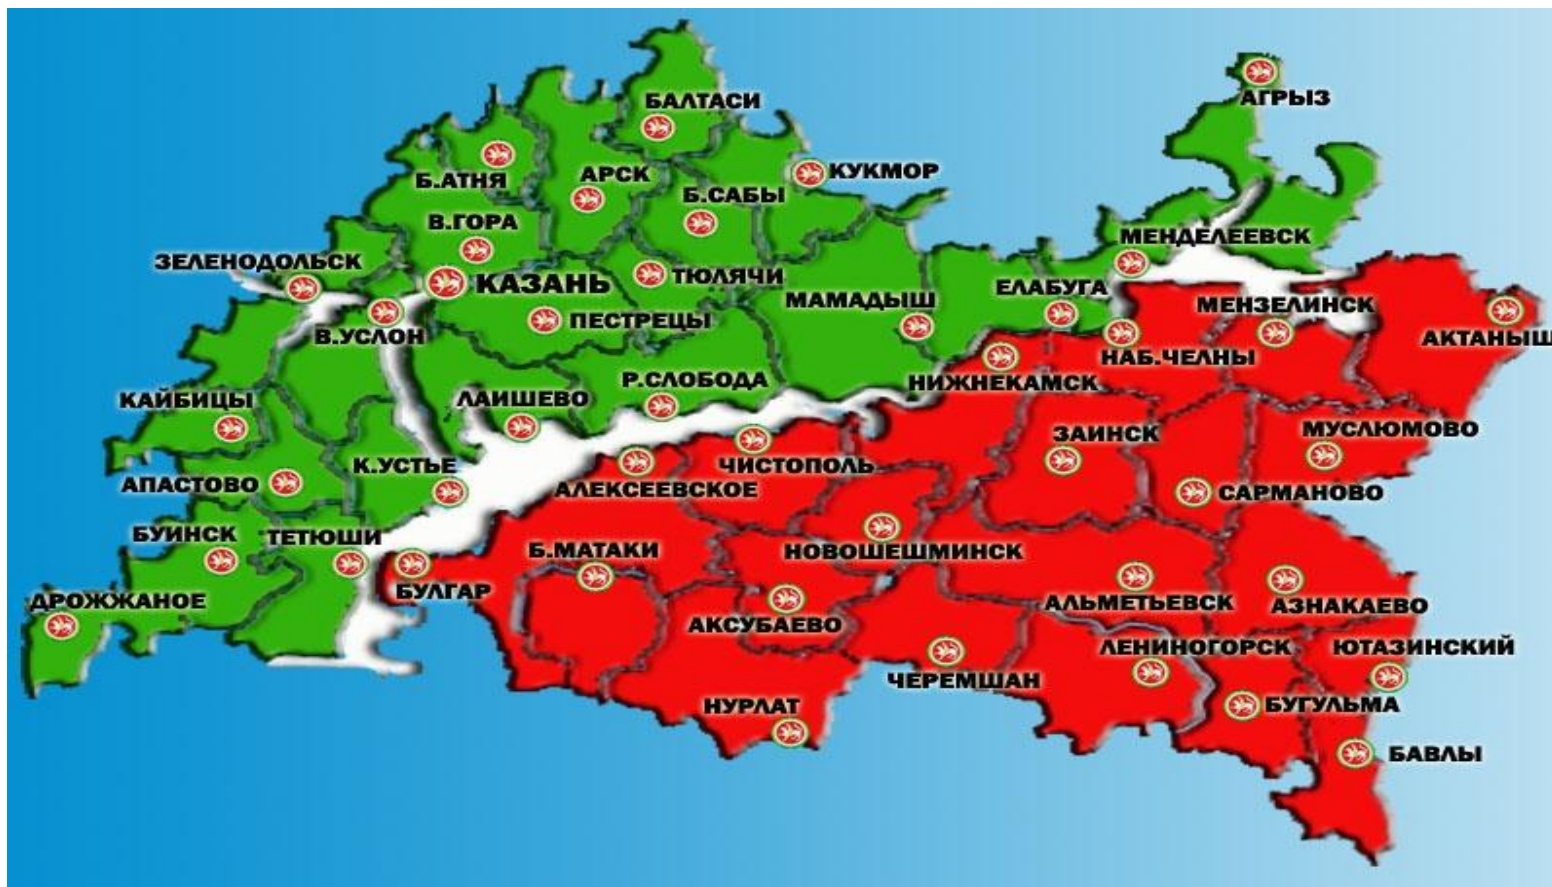 АГРЫЗ
БАЛТАСИ
КУКМОР
АРСК
Б.АТНЯ
Б.САБЫ
В.ГОРА
МЕНДЕЛЕЕВСК
ЗЕЛЕНОДОЛЬСК
ТЮЛЯЧИ
КАЗАНЬ
ЕЛАБУГА
МАМАДЫШ
МЕНЗЕЛИНСК
ПЕСТРЕЦЫ
В.УСЛОН
АКТАНЫШ
НАБ.ЧЕЛНЫ
Р.СЛОБОДА
НИЖНЕКАМСК
КАЙБИЦЫ
ЛАИШЕВО
МУСЛЮМОВО
ЗАИНСК
К.УСТЬЕ
ЧИСТОПОЛЬ
АПАСТОВО
АЛЕКСЕЕВСКОЕ
САРМАНОВО
БУИНСК
ТЕТЮШИ
Б.МАТАКИ
НОВОШЕШМИНСК
БУЛГАР
ДРОЖЖАНОЕ
АЛЬМЕТЬЕВСК
АЗНАКАЕВО
АКСУБАЕВО
ЛЕНИНОГОРСК
ЮТАЗИНСКИЙ
ЧЕРЕМШАН
НУРЛАТ
БУГУЛЬМА
БАВЛЫ